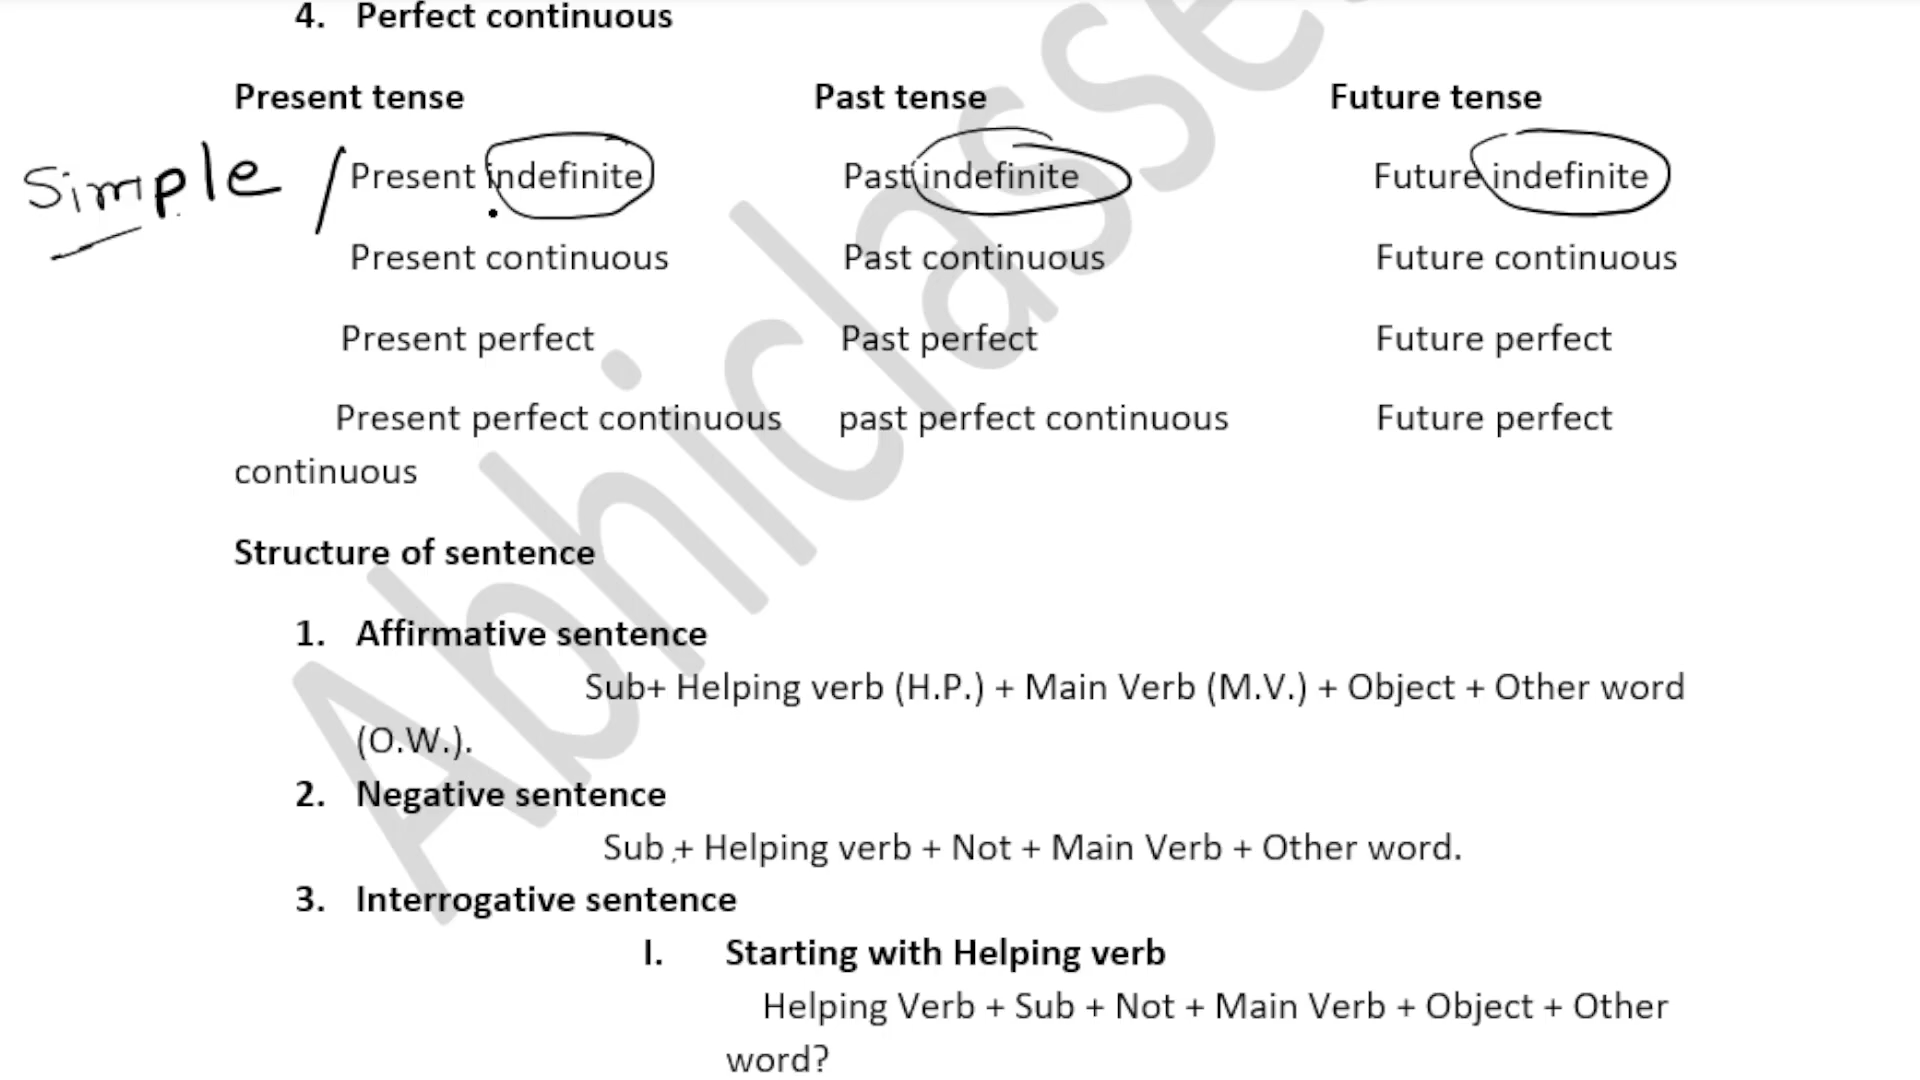 4. Perfect continuous
Present tense Past tense Future tense
Simple / Present indefinite Past indefinite Future indefinite
Present continuous Past continuous Future continuous
Present perfect Past perfect Future perfect
Present perfect continuous past perfect continuous Future perfect
continuous
Structure of sentence
1. Affirmative sentence
Sub+ Helping verb (H.P.) + Main Verb (M.V.) + Object + Other word
(O.W.).
2. Negative sentence
Sub + Helping verb + Not + Main Verb + Other word.
3. Interrogative sentence
I. Starting with Helping verb
Helping Verb + Sub + Not + Main Verb + Object + Other
word?
Abhiclasse